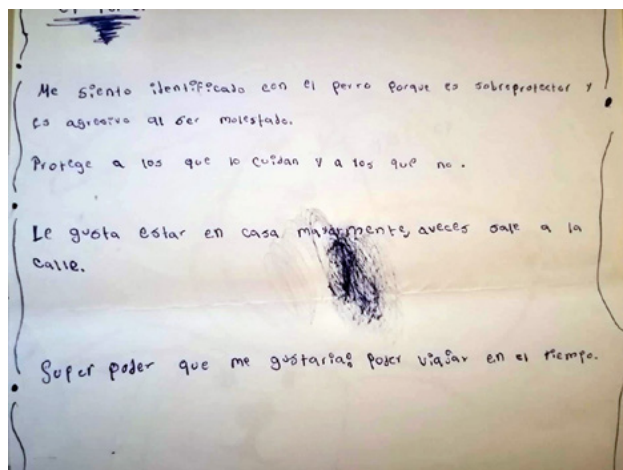 Me siento identificado con el perro porque es sobreprotector y
es agresivo al ser molestado.
Protege a los que lo cuidan y a los que no.
Le gusta estar en casa mayormente, aveces sale a la
calle.
Super poder que me gustaria: poder viajar en el tiempo.